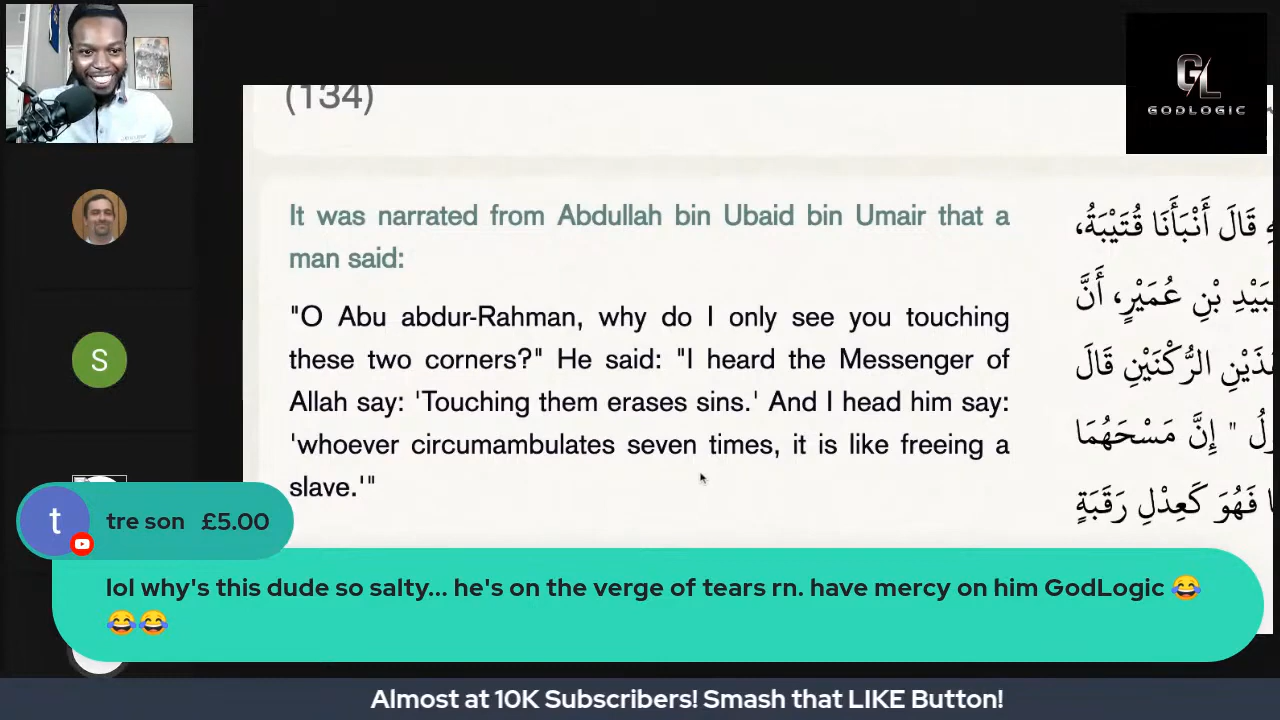 GL
GODLOGIC
(134)
It was narrated from Abdullah bin Ubaid bin Umair that a
man said:
"O Abu abdur-Rahman, why do I only see you touching
these two corners?" He said: "I heard the Messenger of
Allah say: 'Touching them erases sins.' And I head him say:
'whoever circumambulates seven times, it is like freeing a
slave.'"
قَالَ أَنْبَأَنَا قُتَيْبَةُ،
بْنِ عُمَيْرٍ، أَنَّ
الرُّكْنَيْنِ قَالَ
" إِنَّ مَسْحَهُمَا
فَهُوَ كَعِدْلِ رَقَبَةٍ
S
t
tre son £5.00
lol why's this dude so salty... he's on the verge of tears rn. have mercy on him GodLogic 😂
😂😂
Almost at 10K Subscribers! Smash that LIKE Button!